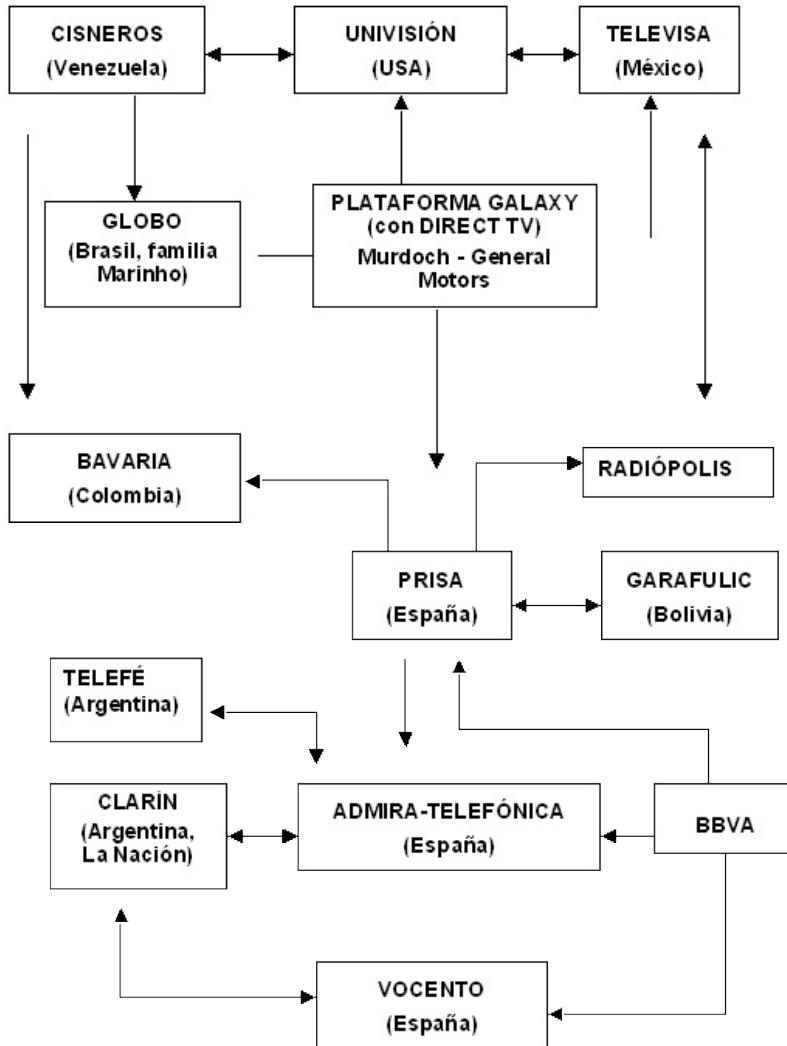 CISNEROS
(Venezuela)
UNIVISIÓN
(USA)
TELEVISA
(México)
GLOBO
(Brasil, familia
Marinho)
PLATAFORMA GALAXY
(con DIRECT TV)
Murdoch - General
Motors
BAVARIA
(Colombia)
RADIÓPOLIS
PRISA
(España)
GARAFULIC
(Bolivia)
TELEFÉ
(Argentina)
CLARÍN
(Argentina,
La Nación)
ADMIRA-TELEFÓNICA
(España)
BBVA
VOCENTO
(España)